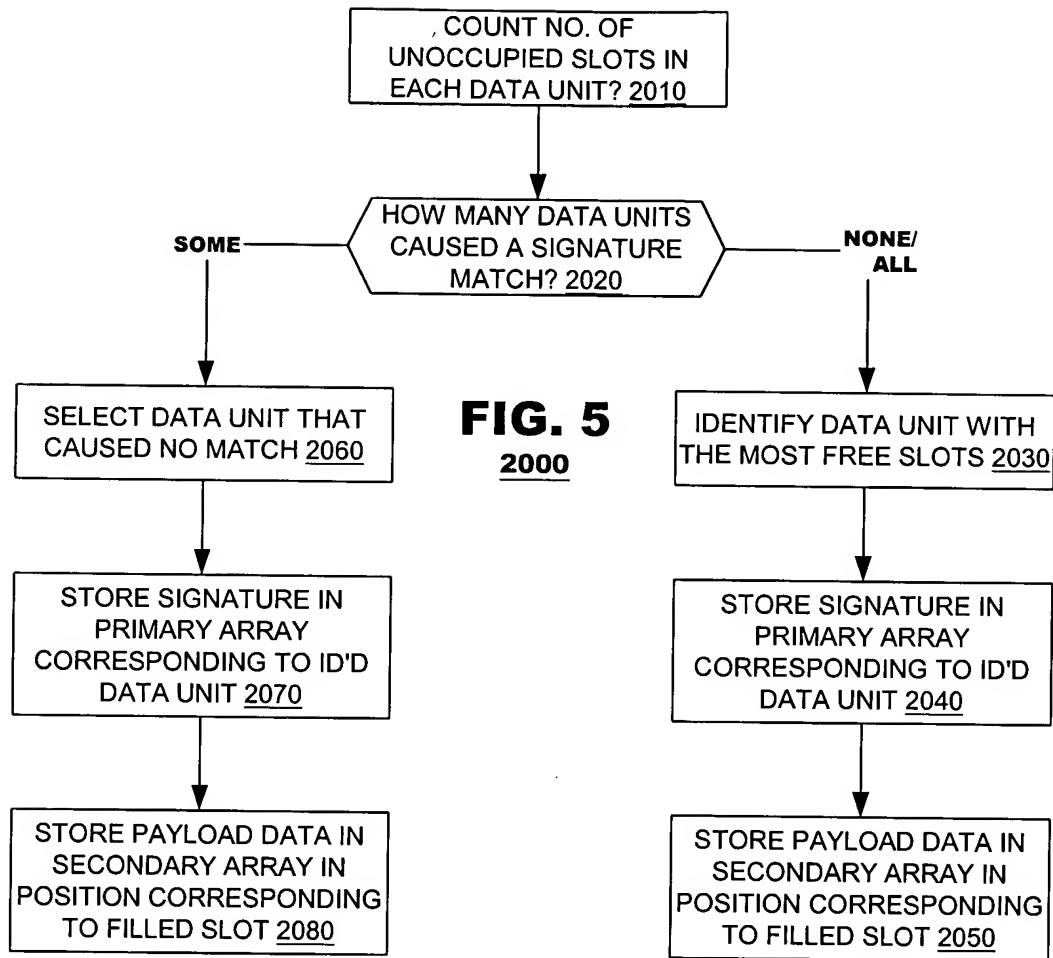 COUNT NO. OF
UNOCCUPIED SLOTS IN
EACH DATA UNIT? 2010
HOW MANY DATA UNITS
CAUSED A SIGNATURE
MATCH? 2020
SOME
NONE/
ALL
SELECT DATA UNIT THAT
CAUSED NO MATCH 2060
FIG. 5
2000
IDENTIFY DATA UNIT WITH
THE MOST FREE SLOTS 2030
STORE SIGNATURE IN
PRIMARY ARRAY
CORRESPONDING TO ID'D
DATA UNIT 2070
STORE SIGNATURE IN
PRIMARY ARRAY
CORRESPONDING TO ID'D
DATA UNIT 2040
STORE PAYLOAD DATA IN
SECONDARY ARRAY IN
POSITION CORRESPONDING
TO FILLED SLOT 2080
STORE PAYLOAD DATA IN
SECONDARY ARRAY IN
POSITION CORRESPONDING
TO FILLED SLOT 2050